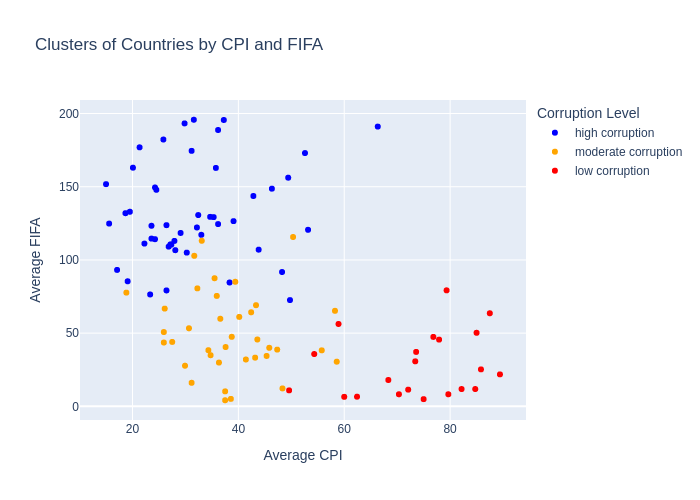 Clusters of Countries by CPI and FIFA
Corruption Level
high corruption
moderate corruption
low corruption
Average FIFA
200
150
100
50
0
20 40 60 80
Average CPI